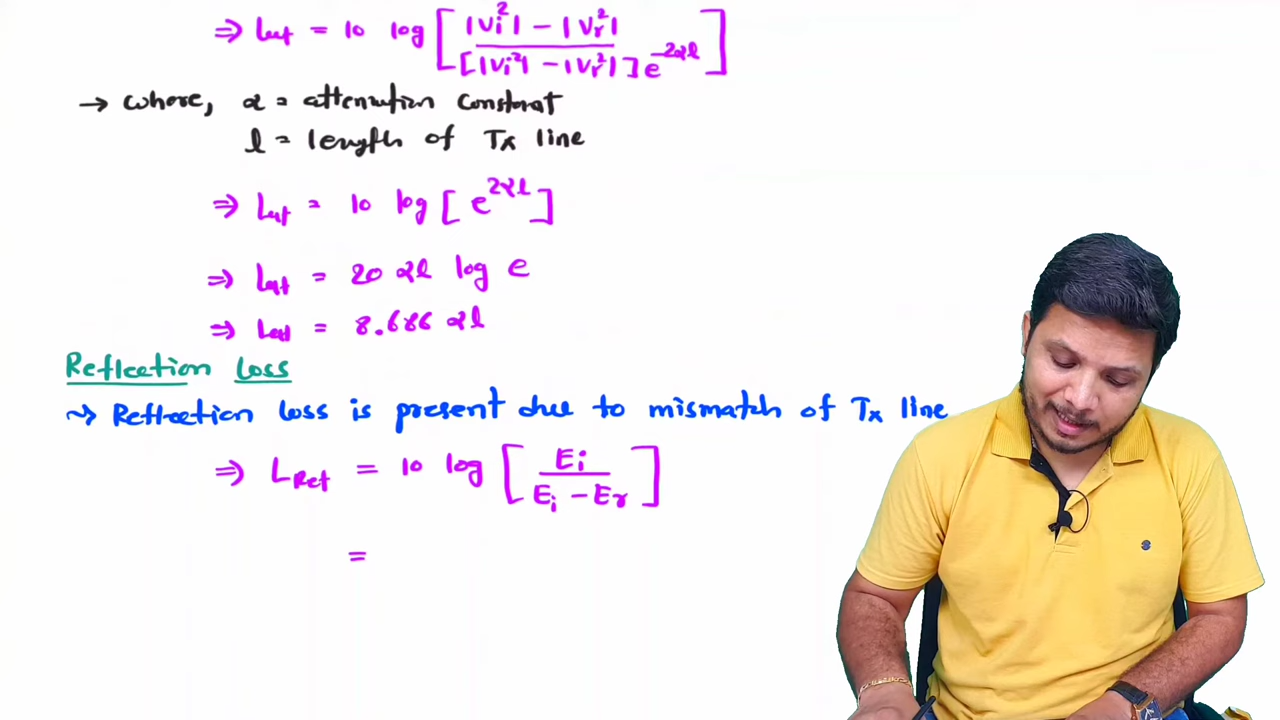 ⇒ Latt = 10 log [ |Vi²| − |Vr²| / [|Vi²| − |Vr²|] e^-2αl ]
→ where, α = attenution constant
l = length of Tx line
⇒ Latt = 10 log [ e^2αl ]
⇒ Latt = 20 αl log e
⇒ Latt = 8.686 αl
Reflection Loss
↝ Reflection loss is present due to mismatch of Tx line
⇒ LRef = 10 log [ Ei / Ei − Er ]
=